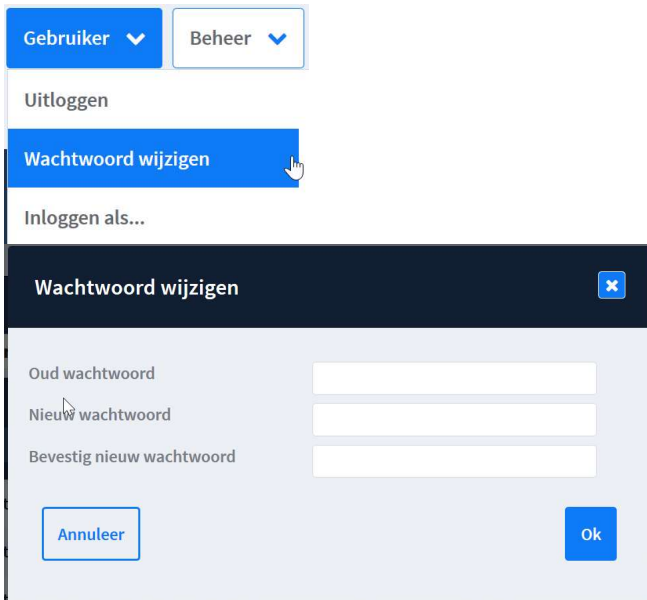 Gebruiker Beheer
Uitloggen
Wachtwoord wijzigen
Inloggen als...
Wachtwoord wijzigen
Oud wachtwoord
Nieuw wachtwoord
Bevestig nieuw wachtwoord
Annuleer Ok